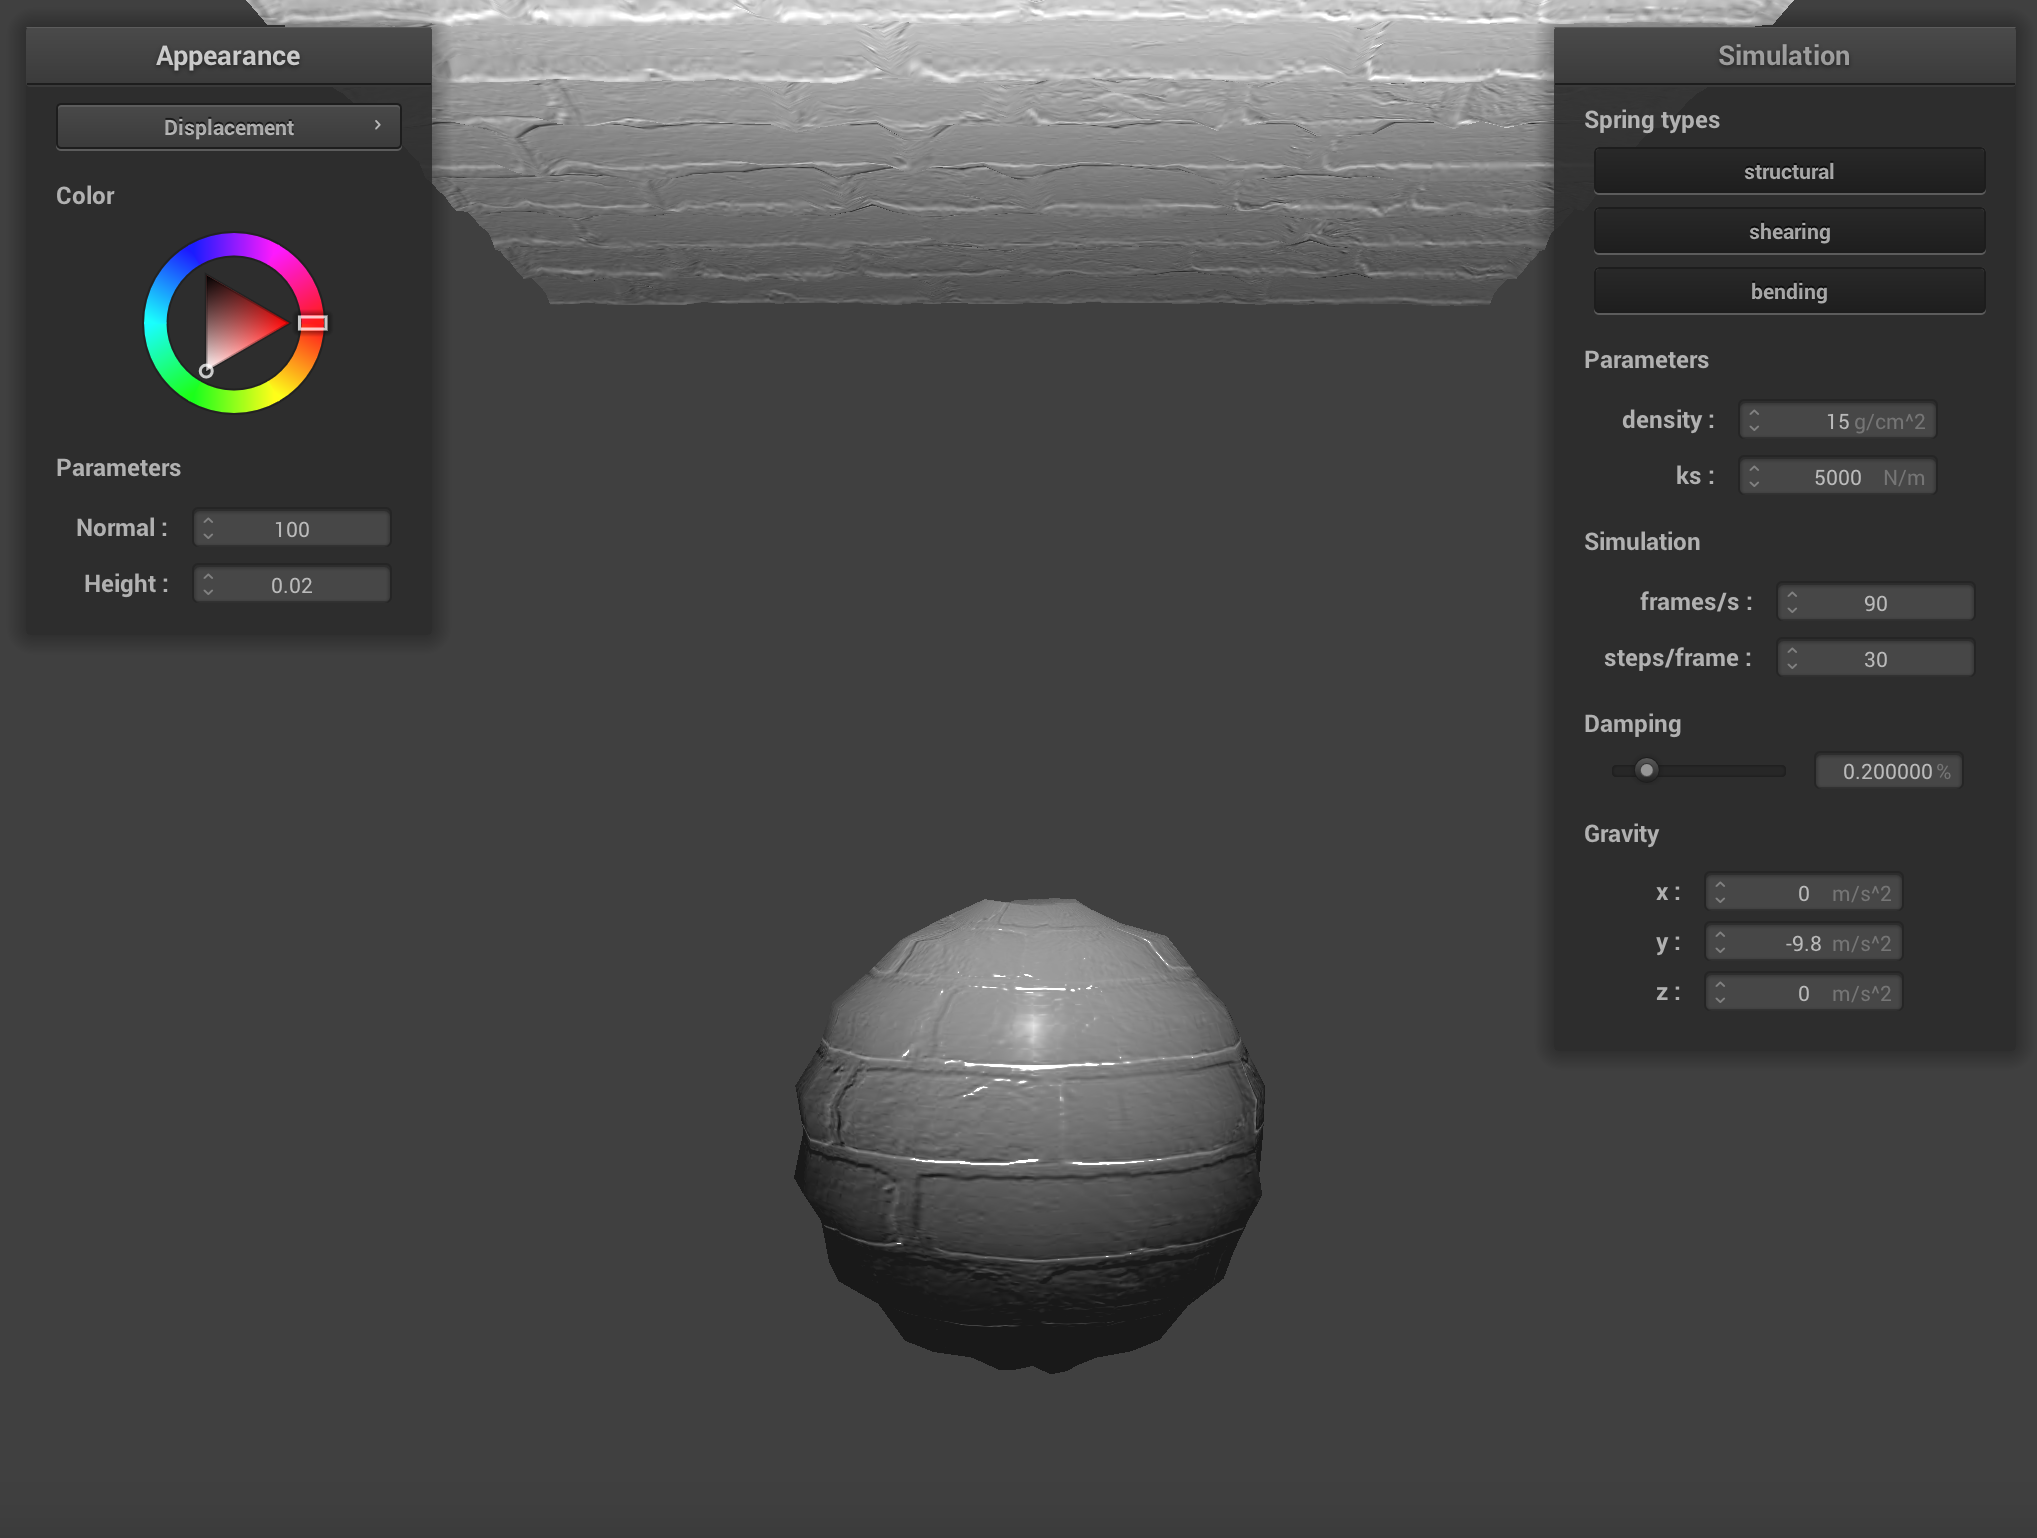 Appearance
Displacement
Color
Parameters
Normal : 100
Height : 0.02
Simulation
Spring types
structural
shearing
bending
Parameters
density : 15 g/cm^2
ks : 5000 N/m
Simulation
frames/s : 90
steps/frame : 30
Damping
0.200000 %
Gravity
x : 0 m/s^2
y : -9.8 m/s^2
z : 0 m/s^2